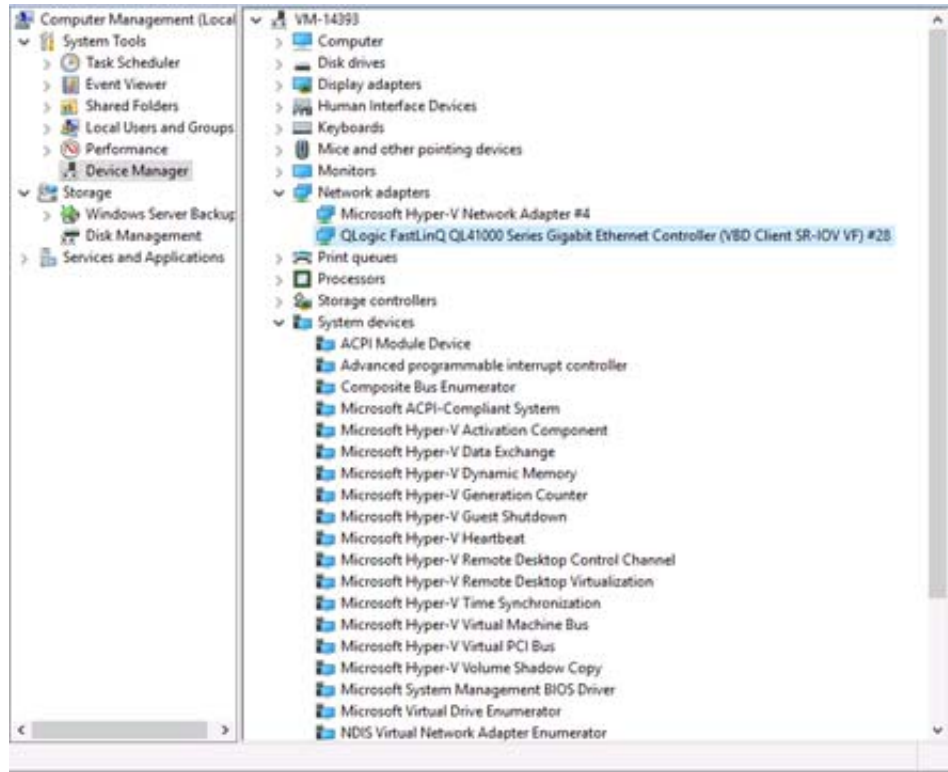 Computer Management (Local
System Tools
Task Scheduler
Event Viewer
Shared Folders
Local Users and Groups
Performance
Device Manager
Storage
Windows Server Backup
Disk Management
Services and Applications
VM-14393
Computer
Disk drives
Display adapters
Human Interface Devices
Keyboards
Mice and other pointing devices
Monitors
Network adapters
Microsoft Hyper-V Network Adapter #4
QLogic FastLinQ QL41000 Series Gigabit Ethernet Controller (VBD Client SR-IOV VF) #28
Print queues
Processors
Storage controllers
System devices
ACPI Module Device
Advanced programmable interrupt controller
Composite Bus Enumerator
Microsoft ACPI-Compliant System
Microsoft Hyper-V Activation Component
Microsoft Hyper-V Data Exchange
Microsoft Hyper-V Dynamic Memory
Microsoft Hyper-V Generation Counter
Microsoft Hyper-V Guest Shutdown
Microsoft Hyper-V Heartbeat
Microsoft Hyper-V Remote Desktop Control Channel
Microsoft Hyper-V Remote Desktop Virtualization
Microsoft Hyper-V Time Synchronization
Microsoft Hyper-V Virtual Machine Bus
Microsoft Hyper-V Virtual PCI Bus
Microsoft Hyper-V Volume Shadow Copy
Microsoft System Management BIOS Driver
Microsoft Virtual Drive Enumerator
NDIS Virtual Network Adapter Enumerator